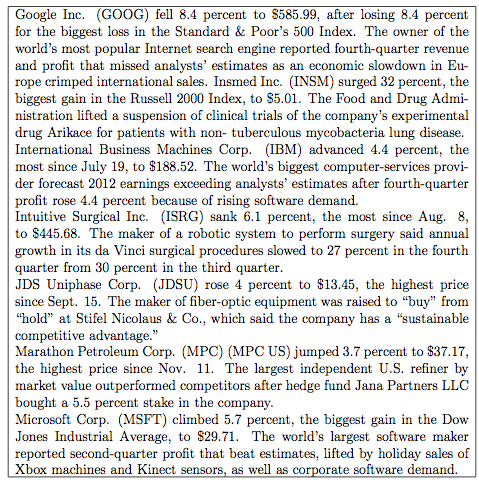 Google Inc. (GOOG) fell 8.4 percent to $585.99, after losing 8.4 percent
for the biggest loss in the Standard & Poor's 500 Index. The owner of the
world's most popular Internet search engine reported fourth-quarter revenue
and profit that missed analysts' estimates as an economic slowdown in Eu-
rope crimped international sales. Insmed Inc. (INSM) surged 32 percent, the
biggest gain in the Russell 2000 Index, to $5.01. The Food and Drug Admi-
nistration lifted a suspension of clinical trials of the company's experimental
drug Arikace for patients with non- tuberculous mycobacteria lung disease.
International Business Machines Corp. (IBM) advanced 4.4 percent, the
most since July 19, to $188.52. The world's biggest computer-services provi-
der forecast 2012 earnings exceeding analysts' estimates after fourth-quarter
profit rose 4.4 percent because of rising software demand.
Intuitive Surgical Inc. (ISRG) sank 6.1 percent, the most since Aug. 8,
to $445.68. The maker of a robotic system to perform surgery said annual
growth in its da Vinci surgical procedures slowed to 27 percent in the fourth
quarter from 30 percent in the third quarter.
JDS Uniphase Corp. (JDSU) rose 4 percent to $13.45, the highest price
since Sept. 15. The maker of fiber-optic equipment was raised to "buy" from
"hold" at Stifel Nicolaus & Co., which said the company has a "sustainable
competitive advantage."
Marathon Petroleum Corp. (MPC) (MPC US) jumped 3.7 percent to $37.17,
the highest price since Nov. 11. The largest independent U.S. refiner by
market value outperformed competitors after hedge fund Jana Partners LLC
bought a 5.5 percent stake in the company.
Microsoft Corp. (MSFT) climbed 5.7 percent, the biggest gain in the Dow
Jones Industrial Average, to $29.71. The world's largest software maker
reported second-quarter profit that beat estimates, lifted by holiday sales of
Xbox machines and Kinect sensors, as well as corporate software demand.